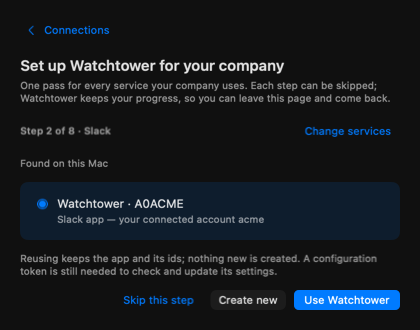 Connections
Set up Watchtower for your company
One pass for every service your company uses. Each step can be skipped;
Watchtower keeps your progress, so you can leave this page and come back.
Step 2 of 8 · Slack
Change services
Found on this Mac
Watchtower · A0ACME
Slack app — your connected account acme
Reusing keeps the app and its ids; nothing new is created. A configuration
token is still needed to check and update its settings.
Skip this step
Create new
Use Watchtower